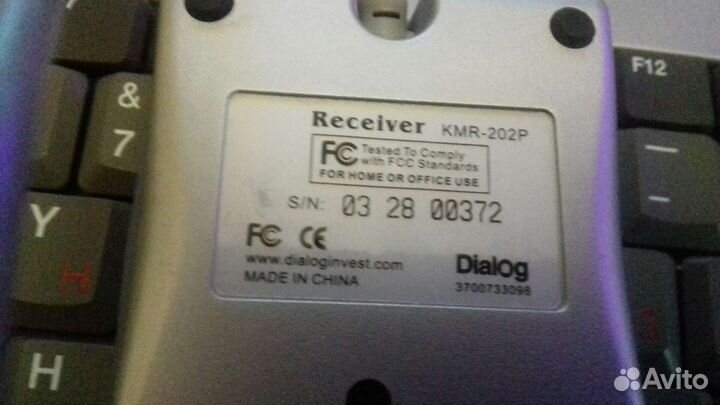 Receiver KMR-202P
FC Tested To Comply
with FCC Standards
FOR HOME OR OFFICE USE
S/N: 03 28 00372
FC CE
www.dialoginvest.com
MADE IN CHINA
Dialog
3700733098
F12
&
7
Y
Н
H
Avito